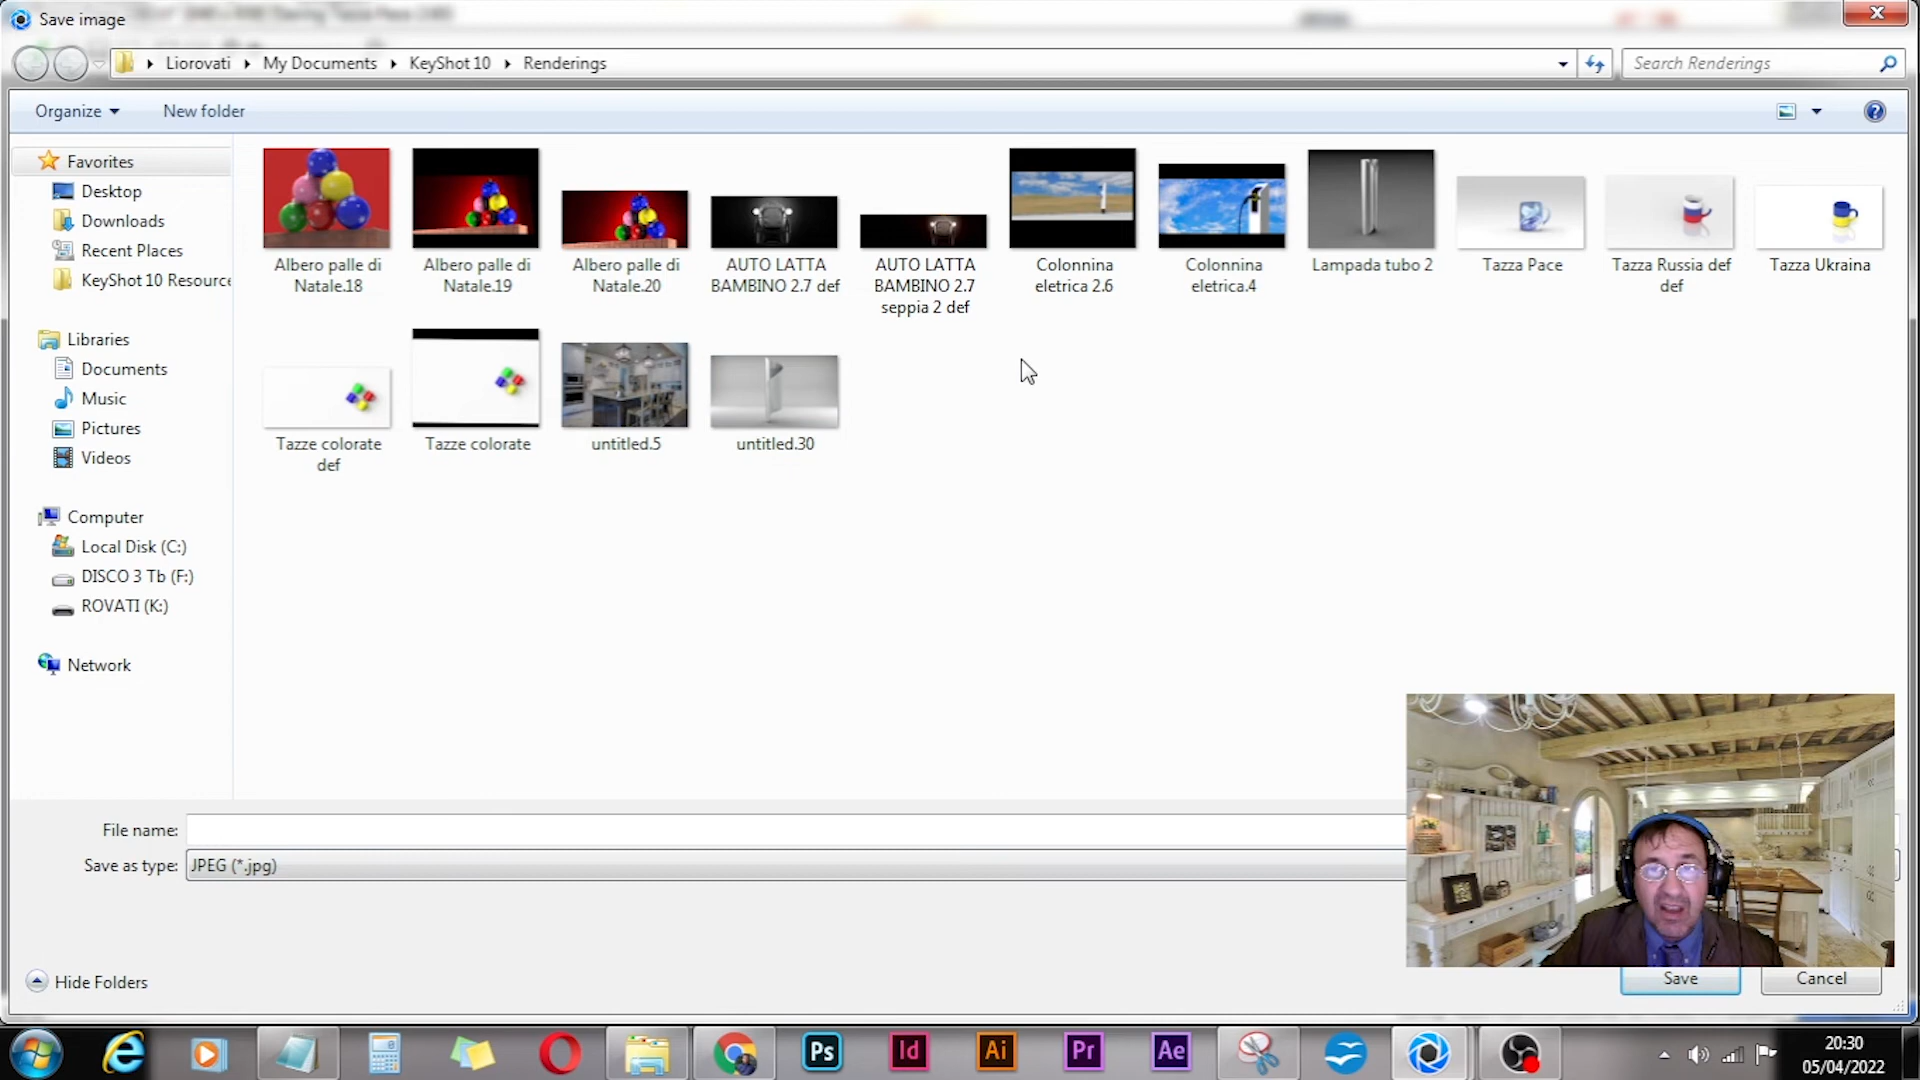 Save image
Liorovati
My Documents
KeyShot 10
Renderings
Search Renderings
Organize
New folder
Favorites
Desktop
Downloads
Recent Places
KeyShot 10 Resource
Libraries
Documents
Music
Pictures
Videos
Computer
Local Disk (C:)
DISCO 3 Tb (F:)
ROVATI (K:)
Network
Albero palle di
Natale.18
Albero palle di
Natale.19
Albero palle di
Natale.20
AUTO LATTA
BAMBINO 2.7 def
AUTO LATTA
BAMBINO 2.7
seppia 2 def
Colonnina
eletrica 2.6
Colonnina
eletrica.4
Lampada tubo 2
Tazza Pace
Tazza Russia def
def
Tazza Ukraina
Tazze colorate
def
Tazze colorate
untitled.5
untitled.30
File name:
Save as type:
JPEG (*.jpg)
Hide Folders
Save
Cancel
Ps
Id
Ai
Pr
Ae
20:30
05/04/2022